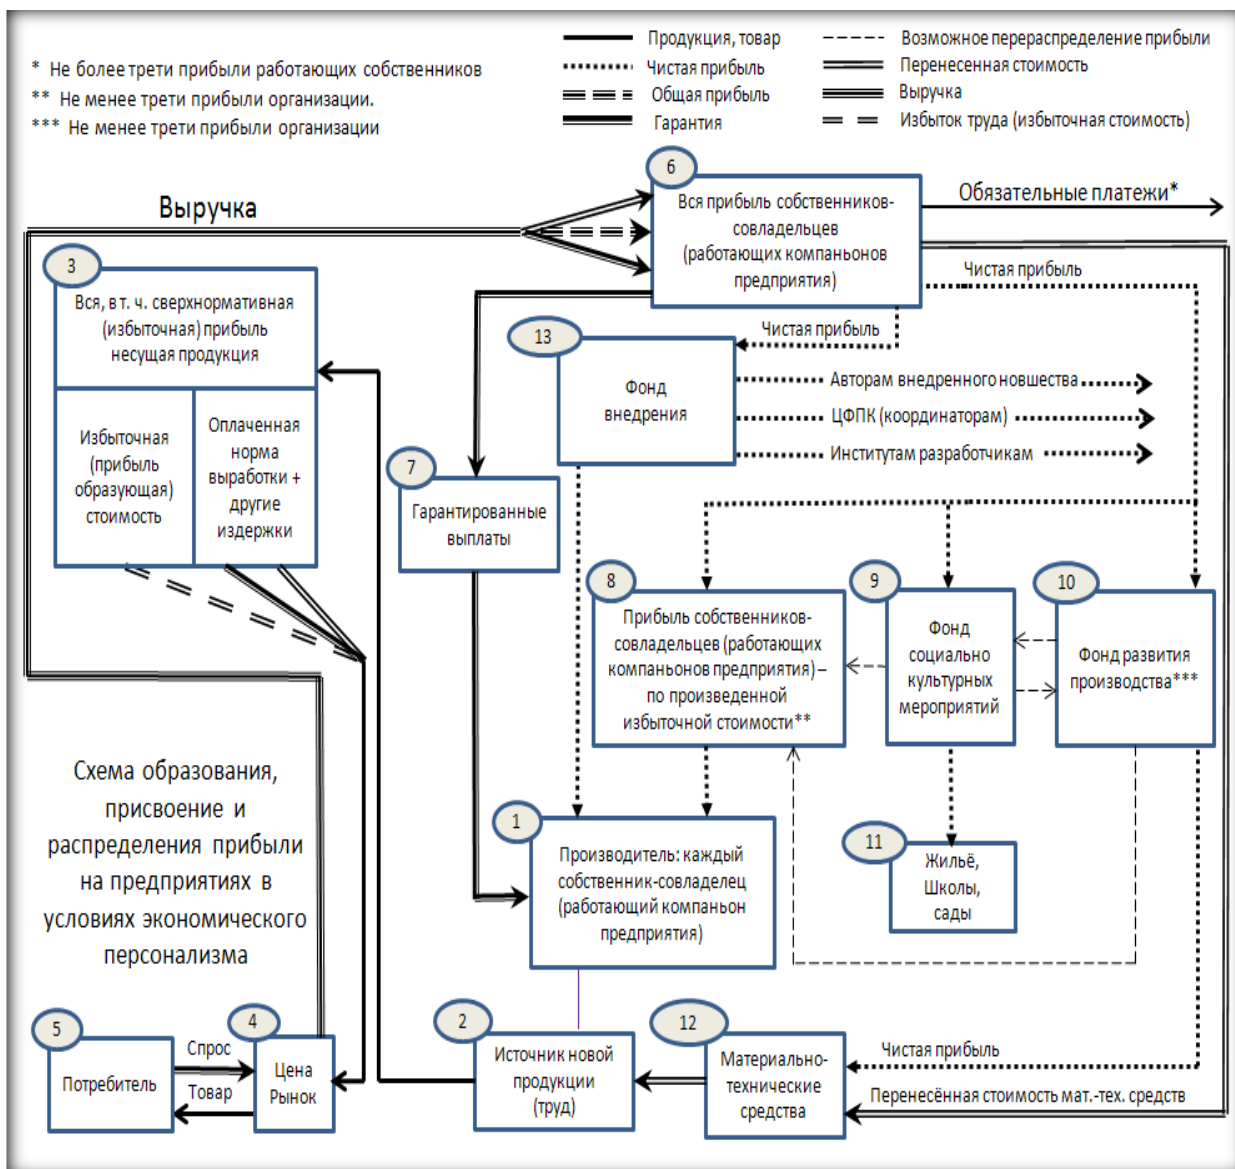 * Не более трети прибыли работающих собственников
** Не менее трети прибыли организации.
*** Не менее трети прибыли организации
Продукция, товар
Чистая прибыль
Общая прибыль
Гарантия
Возможное перераспределение прибыли
Перенесенная стоимость
Выручка
Избыток труда (избыточная стоимость)
Выручка
6
Вся прибыль собственников-
совладельцев
(работающих компаньонов
предприятия)
Обязательные платежи*
Чистая прибыль
3
Вся, в т. ч. сверхнормативная
(избыточная) прибыль
несущая продукция
Избыточная
(прибыль
образующая)
стоимость
Оплаченная
норма
выработки +
другие
издержки
Чистая прибыль
13
Фонд
внедрения
Авторам внедренного новшества
ЦФПК (координаторам)
Институтам разработчикам
7
Гарантированные
выплаты
8
Прибыль собственников-
совладельцев (работающих
компаньонов предприятия) –
по произведенной
избыточной стоимости**
9
Фонд
социально
культурных
мероприятий
10
Фонд развития
производства***
Схема образования,
присвоение и
распределения прибыли
на предприятиях в
условиях экономического
персонализма
1
Производитель: каждый
собственник-совладелец
(работающий компаньон
предприятия)
11
Жильё,
Школы,
сады
5
Потребитель
Спрос
Товар
4
Цена
Рынок
2
Источник новой
продукции
(труд)
12
Материально-
технические
средства
Чистая прибыль
Перенесённая стоимость мат.-тех. средств